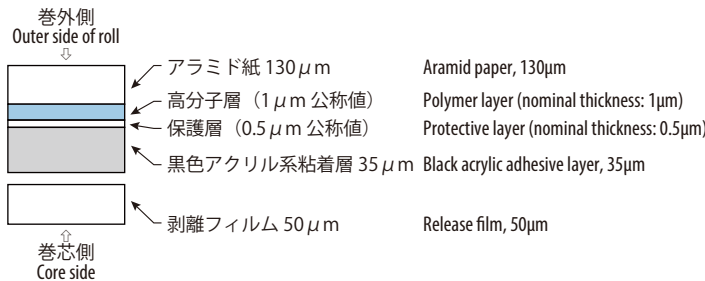 巻外側
Outer side of roll
アラミド紙 130μm Aramid paper, 130μm
高分子層（1μm 公称値） Polymer layer (nominal thickness: 1μm)
保護層（0.5μm 公称値） Protective layer (nominal thickness: 0.5μm)
黒色アクリル系粘着層 35μm Black acrylic adhesive layer, 35μm
剥離フィルム 50μm Release film, 50μm
巻芯側
Core side